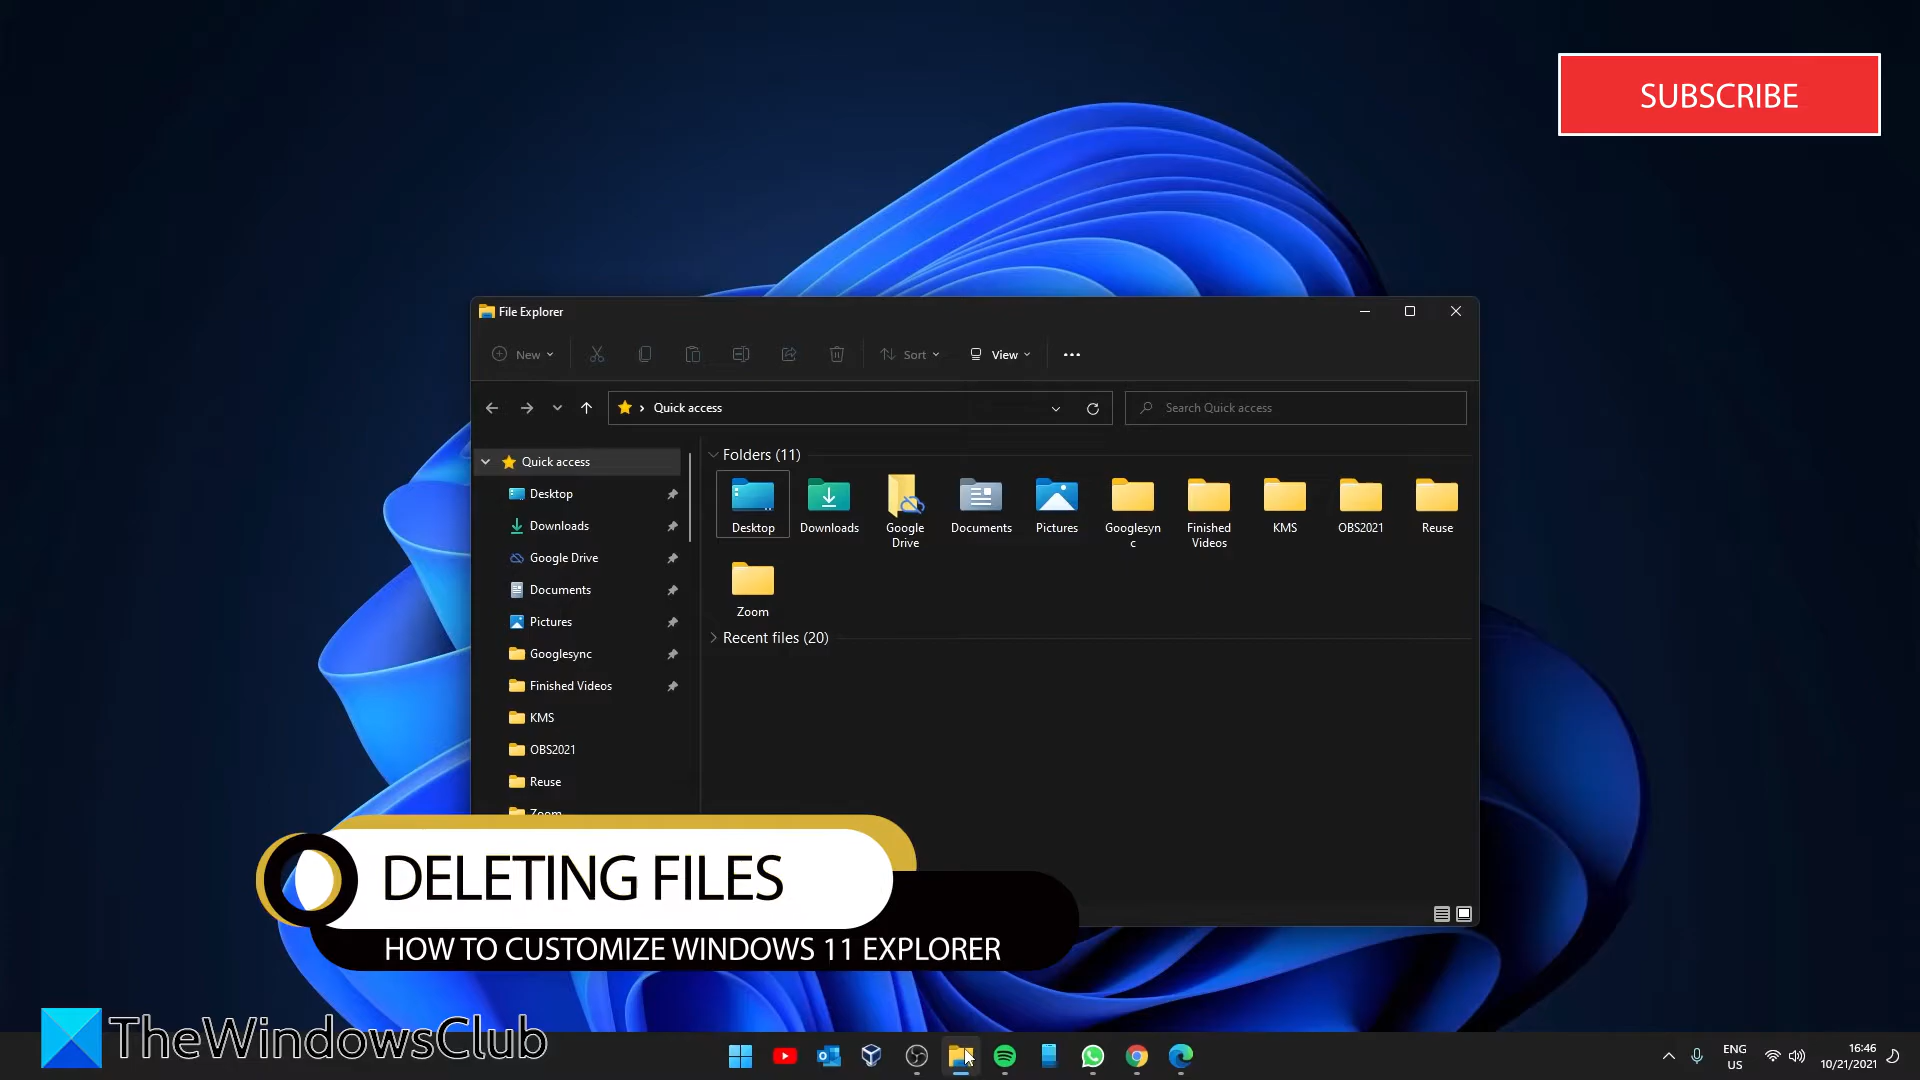 SUBSCRIBE
File Explorer
New
Sort
View
Quick access
Search Quick access
Quick access
Desktop
Downloads
Google Drive
Documents
Pictures
Googlesync
Finished Videos
KMS
OBS2021
Reuse
Zoom
Folders (11)
Desktop
Downloads
Google
Drive
Documents
Pictures
Googlesyn
c
Finished
Videos
KMS
OBS2021
Reuse
Zoom
Recent files (20)
DELETING FILES
HOW TO CUSTOMIZE WINDOWS 11 EXPLORER
TheWindowsClub
ENG
US
16:46
10/21/2021